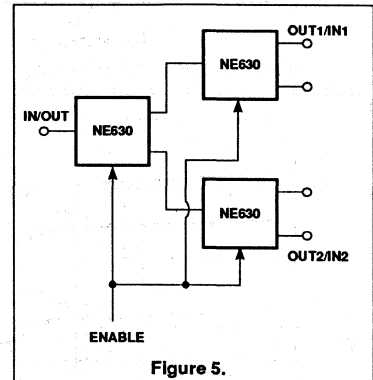 OUT1/IN1
NE630
IN/OUT
NE630
NE630
OUT2/IN2
ENABLE
Figure 5.